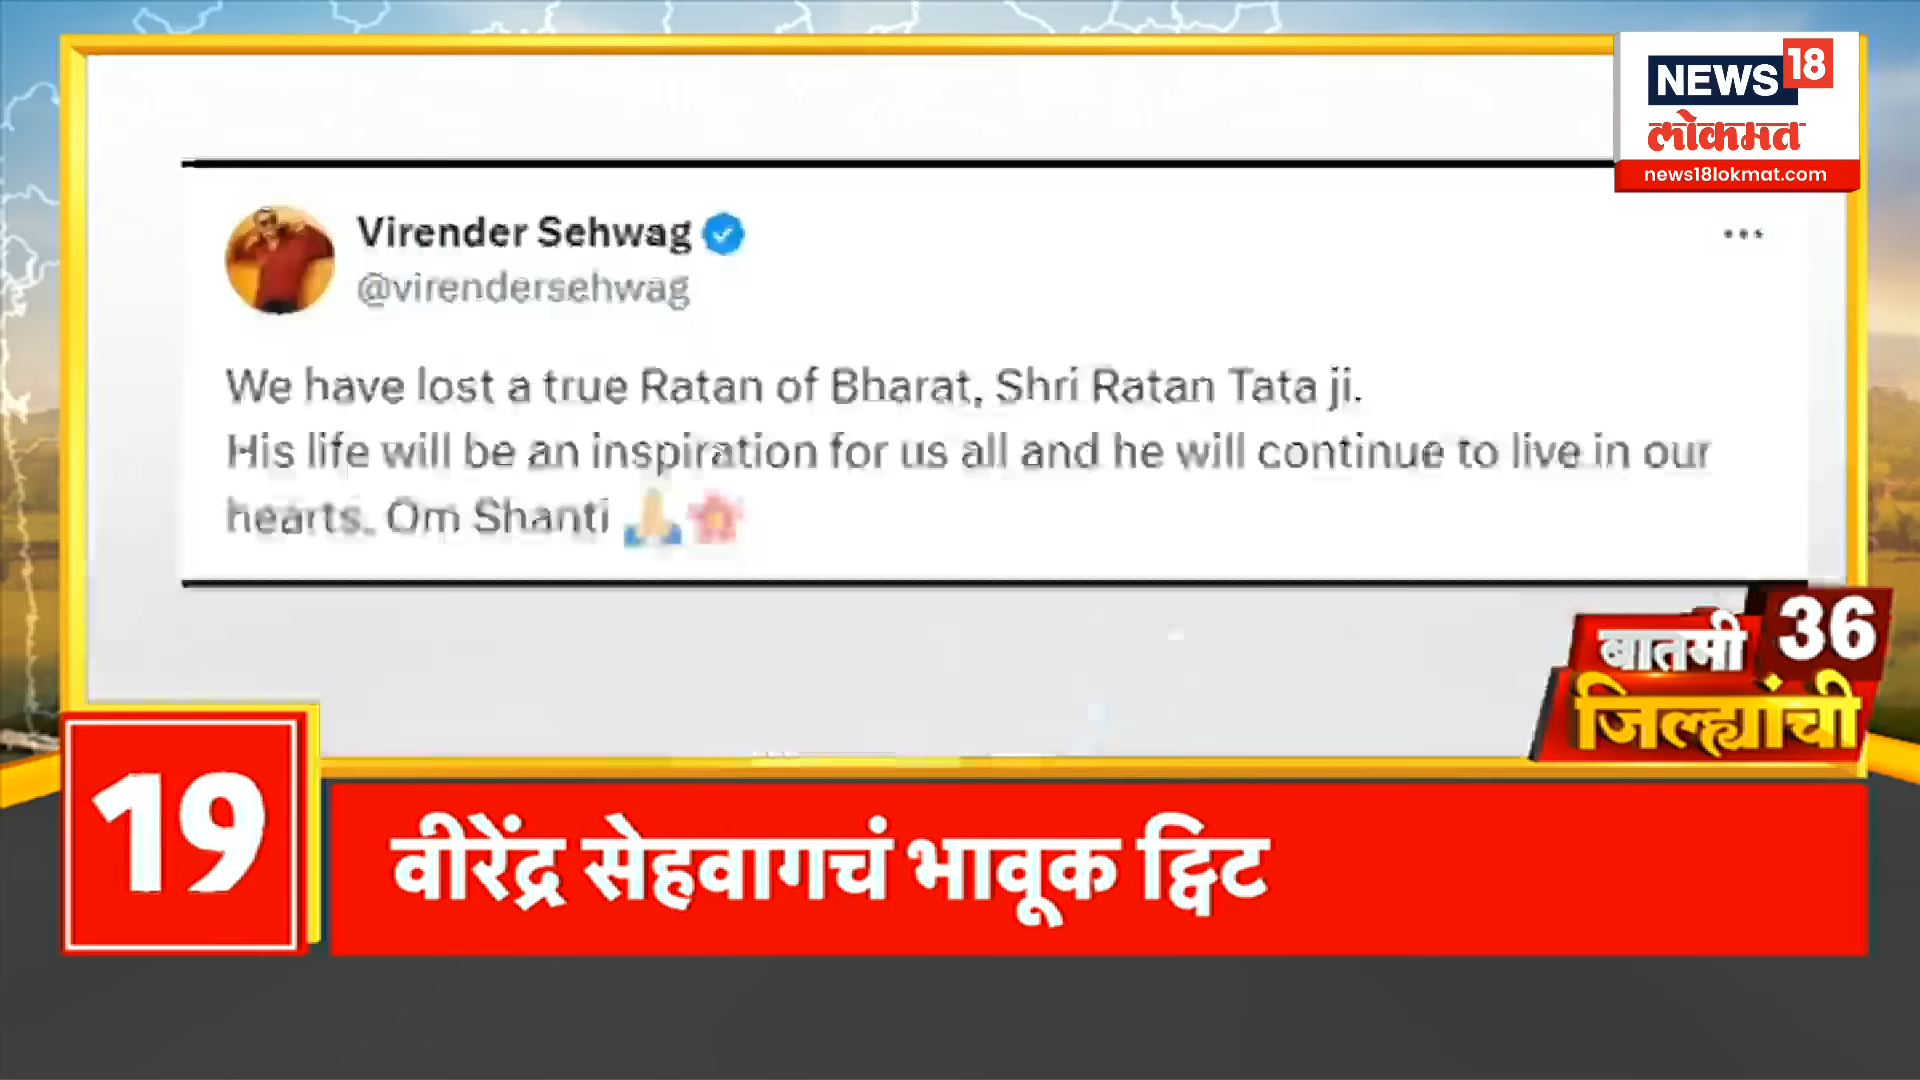 NEWS 18
लोकमत
news18lokmat.com
Virender Sehwag
@virendersehwag
We have lost a true Ratan of Bharat, Shri Ratan Tata ji.
His life will be an inspiration for us all and he will continue to live in our
hearts. Om Shanti 🙏🌸
बातमी 36
जिल्ह्यांची
19
वीरेंद्र सेहवागचं भावूक ट्विट